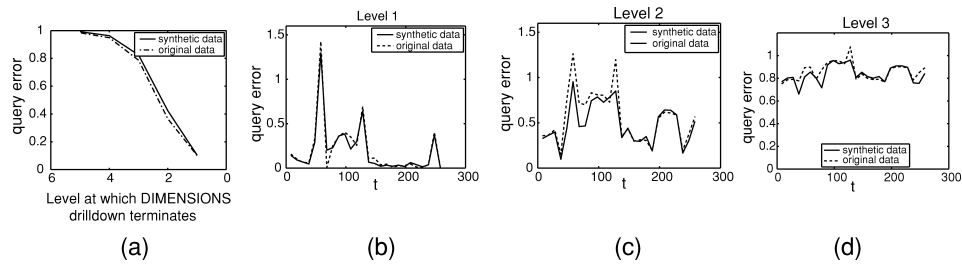 query error
1
0.8
0.6
0.4
0.2
0
synthetic data
original data
6
4
2
0
Level at which DIMENSIONS
drilldown terminates
(a)
Level 1
query error
1.5
1
0.5
0
synthetic data
original data
0
100
200
300
t
(b)
Level 2
query error
1.5
1
0.5
0
synthetic data
original data
0
100
200
300
t
(c)
Level 3
query error
1.2
1
0.8
0.6
0.4
0.2
0
synthetic data
original data
0
100
200
300
t
(d)